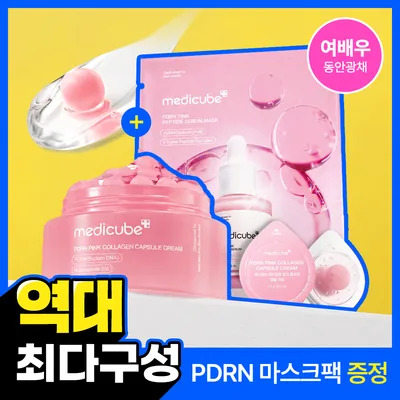 여배우
동안광채
medicube
PDRN PINK
PEPTIDE SERUM MASK
medicube
PDRN PINK COLLAGEN CAPSULE CREAM
medicube
PDRN PINK COLLAGEN
CAPSULE CREAM
+
역대
최다구성
PDRN 마스크팩 증정